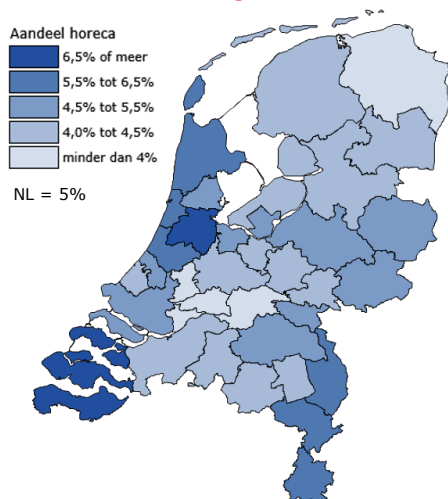 Aandeel horeca
6,5% of meer
5,5% tot 6,5%
4,5% tot 5,5%
4,0% tot 4,5%
minder dan 4%
NL = 5%